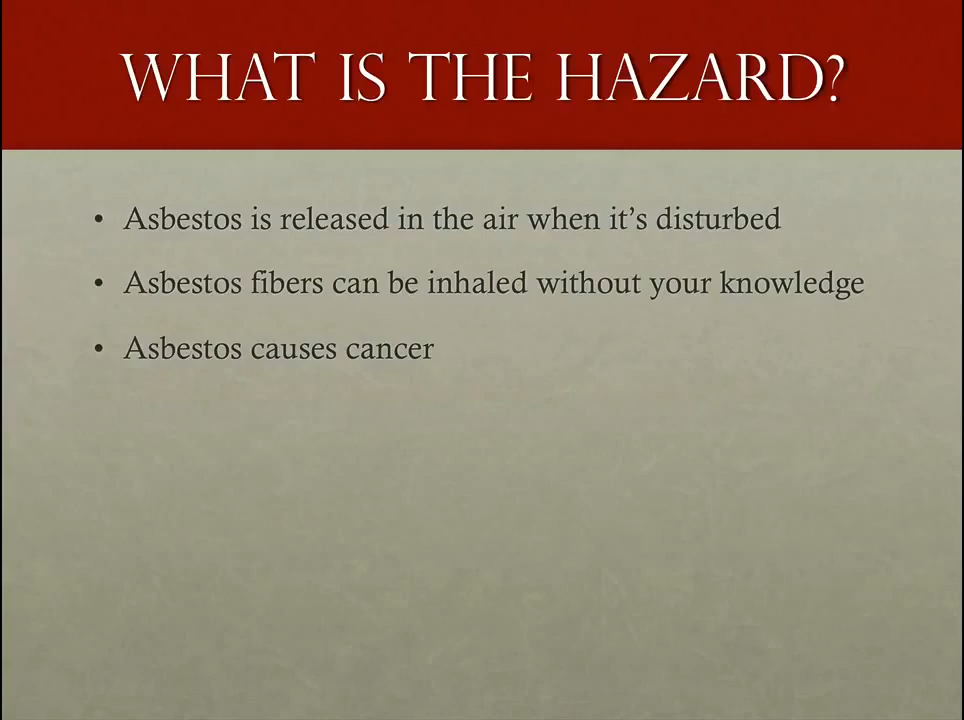 WHAT IS THE HAZARD?
• Asbestos is released in the air when it’s disturbed
• Asbestos fibers can be inhaled without your knowledge
• Asbestos causes cancer